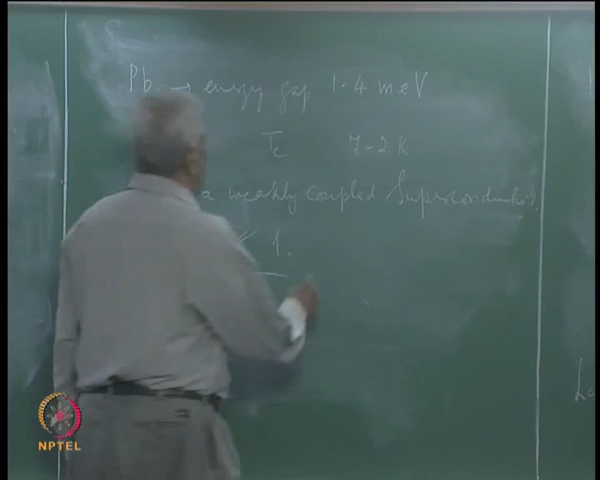 Pb → energy gap 1.4 meV
Tc 7.2 K
a weakly coupled Superconductor.
≪ 1.
NPTEL